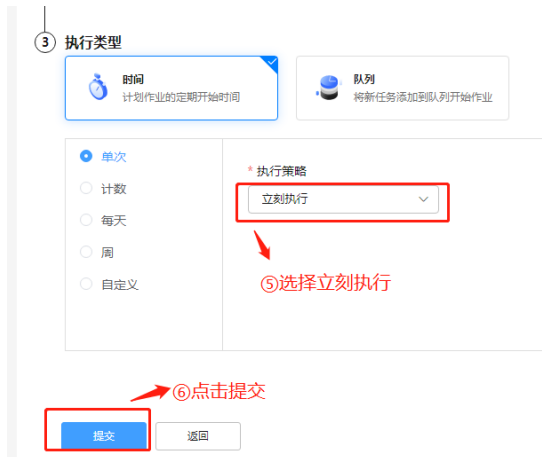 3 执行类型
时间
计划作业的定期开始时间
队列
将新任务添加到队列开始作业
单次
计数
每天
周
自定义
* 执行策略
立刻执行
⑤选择立刻执行
⑥点击提交
提交
返回